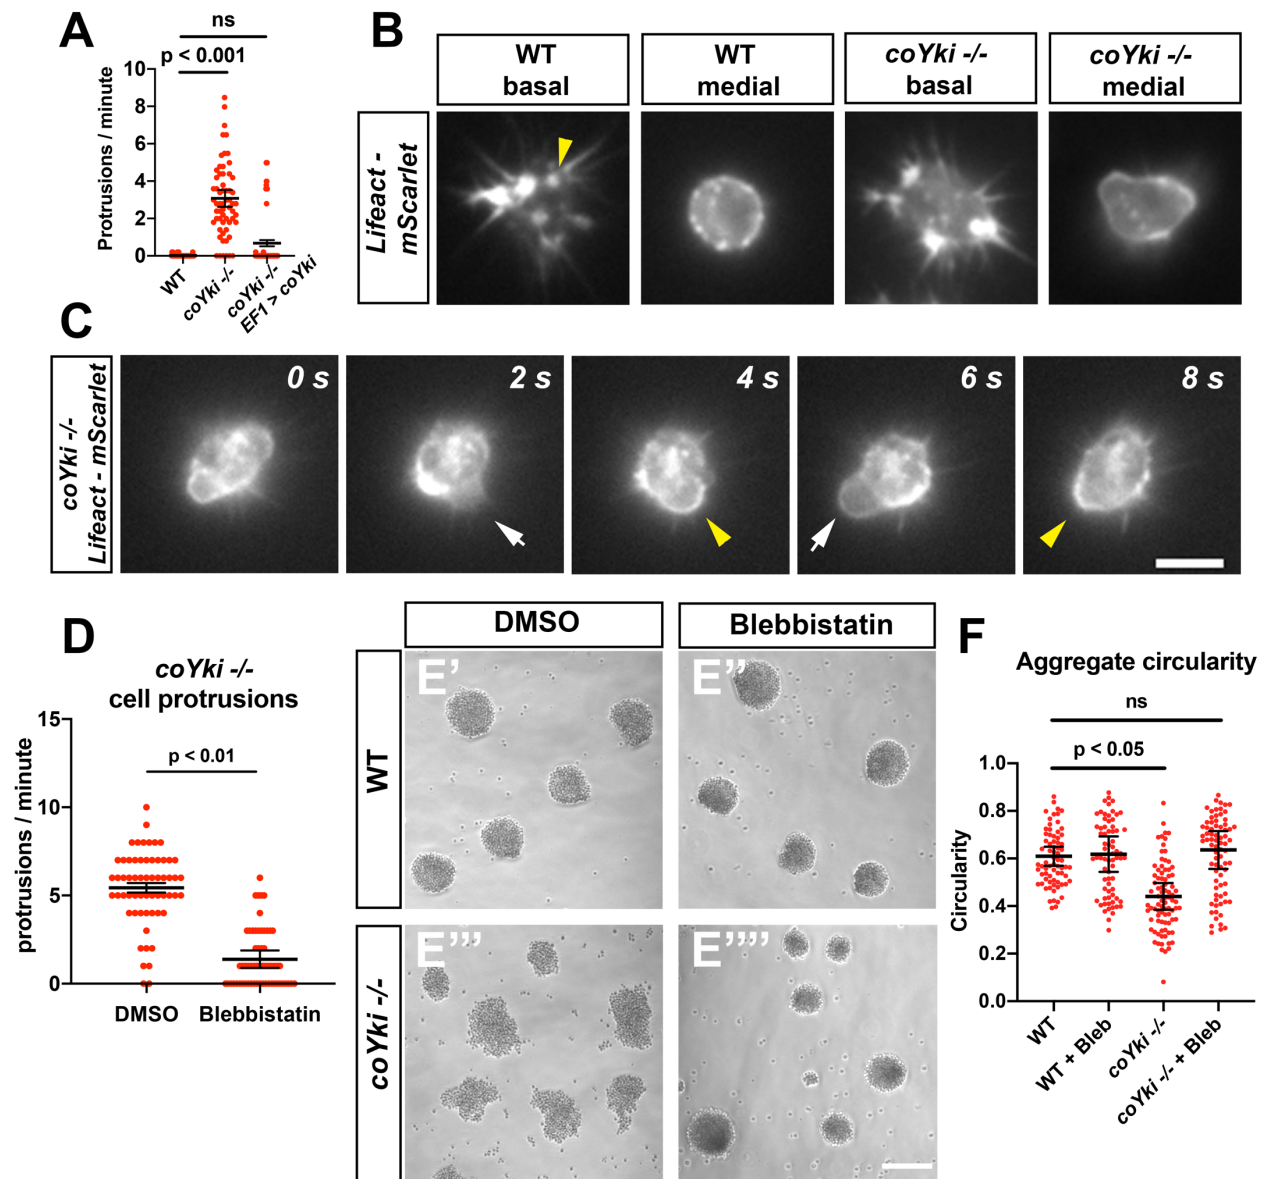 A
ns
p < 0.001
Protrusions / minute
10
8
6
4
2
0
WT
coYki -/-
coYki -/-
EF1 > coYki
B
WT
basal
WT
medial
coYki -/-
basal
coYki -/-
medial
Lifeact -
mScarlet
C
coYki -/-
Lifeact - mScarlet
0 s
2 s
4 s
6 s
8 s
D
coYki -/-
cell protrusions
protrusions / minute
15
10
5
0
p < 0.01
DMSO
Blebbistatin
DMSO
Blebbistatin
WT
coYki -/-
E’
E’’
E’’’
E’’’’
F
Aggregate circularity
ns
p < 0.05
Circularity
1.0
0.8
0.6
0.4
0.2
0.0
WT
WT + Bleb
coYki -/-
coYki -/- + Bleb